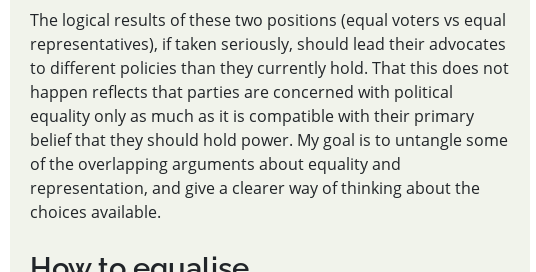 The logical results of these two positions (equal voters vs equal
representatives), if taken seriously, should lead their advocates
to different policies than they currently hold. That this does not
happen reflects that parties are concerned with political
equality only as much as it is compatible with their primary
belief that they should hold power. My goal is to untangle some
of the overlapping arguments about equality and
representation, and give a clearer way of thinking about the
choices available.
How to equalise